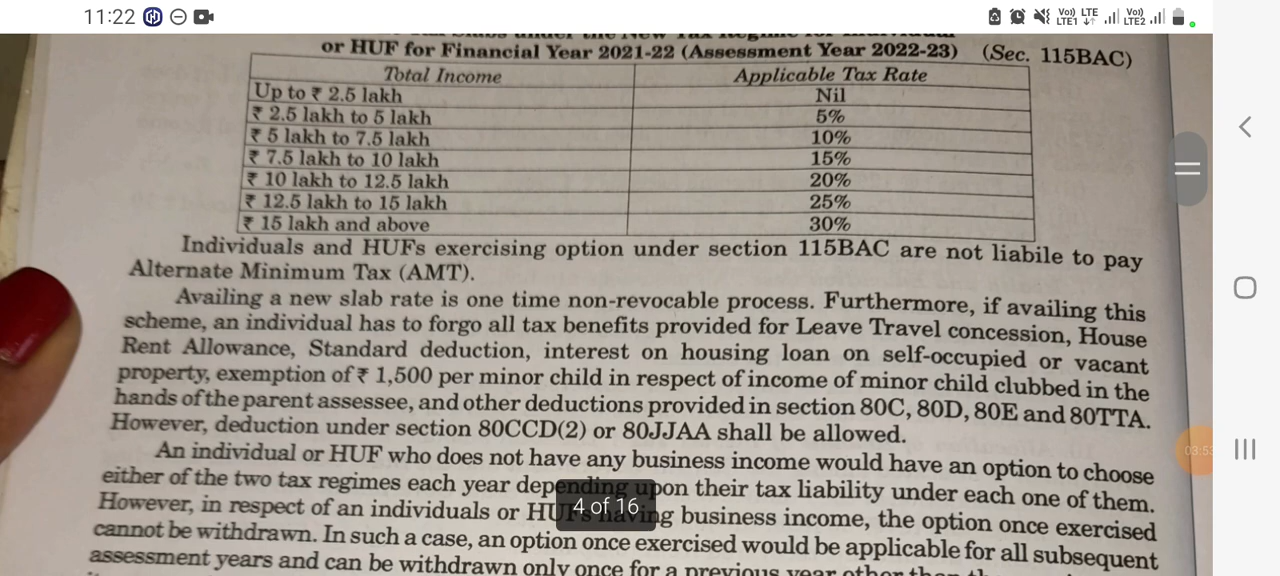 11:22
Vo)) LTE Vo))
LTE1 LTE2
or HUF for Financial Year 2021-22 (Assessment Year 2022-23) (Sec. 115BAC)
Total Income Applicable Tax Rate
Up to ₹ 2.5 lakh Nil
₹ 2.5 lakh to 5 lakh 5%
₹ 5 lakh to 7.5 lakh 10%
₹ 7.5 lakh to 10 lakh 15%
₹ 10 lakh to 12.5 lakh 20%
₹ 12.5 lakh to 15 lakh 25%
₹ 15 lakh and above 30%
Individuals and HUFs exercising option under section 115BAC are not liabile to pay
Alternate Minimum Tax (AMT).
Availing a new slab rate is one time non-revocable process. Furthermore, if availing this
scheme, an individual has to forgo all tax benefits provided for Leave Travel concession, House
Rent Allowance, Standard deduction, interest on housing loan on self-occupied or vacant
property, exemption of ₹ 1,500 per minor child in respect of income of minor child clubbed in the
hands of the parent assessee, and other deductions provided in section 80C, 80D, 80E and 80TTA.
However, deduction under section 80CCD(2) or 80JJAA shall be allowed.
03:53
An individual or HUF who does not have any business income would have an option to choose
either of the two tax regimes each year depending upon their tax liability under each one of them.
4 of 16
However, in respect of an individuals or HUFs having business income, the option once exercised
cannot be withdrawn. In such a case, an option once exercised would be applicable for all subsequent
assessment years and can be withdrawn only once for a previous year other than